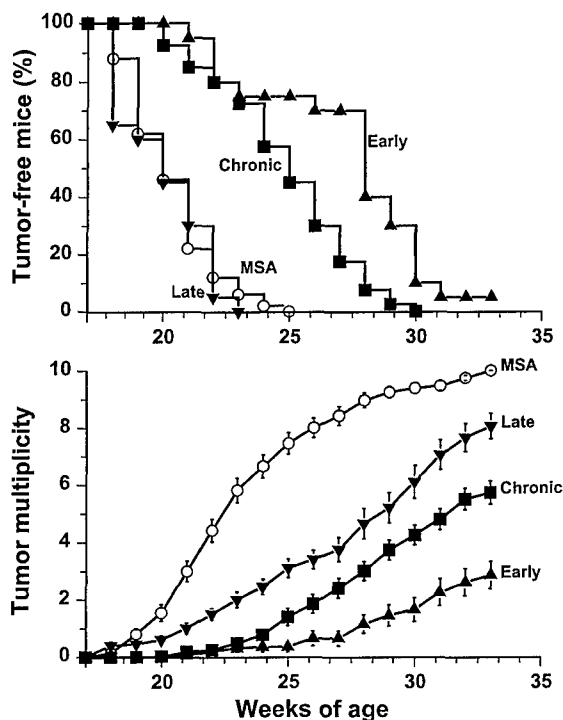 Tumor-free mice (%)
100
80
60
40
20
0
Early
Chronic
MSA
Late
20
25
30
35
Tumor multiplicity
10
8
6
4
2
0
MSA
Late
Chronic
Early
20
25
30
35
Weeks of age